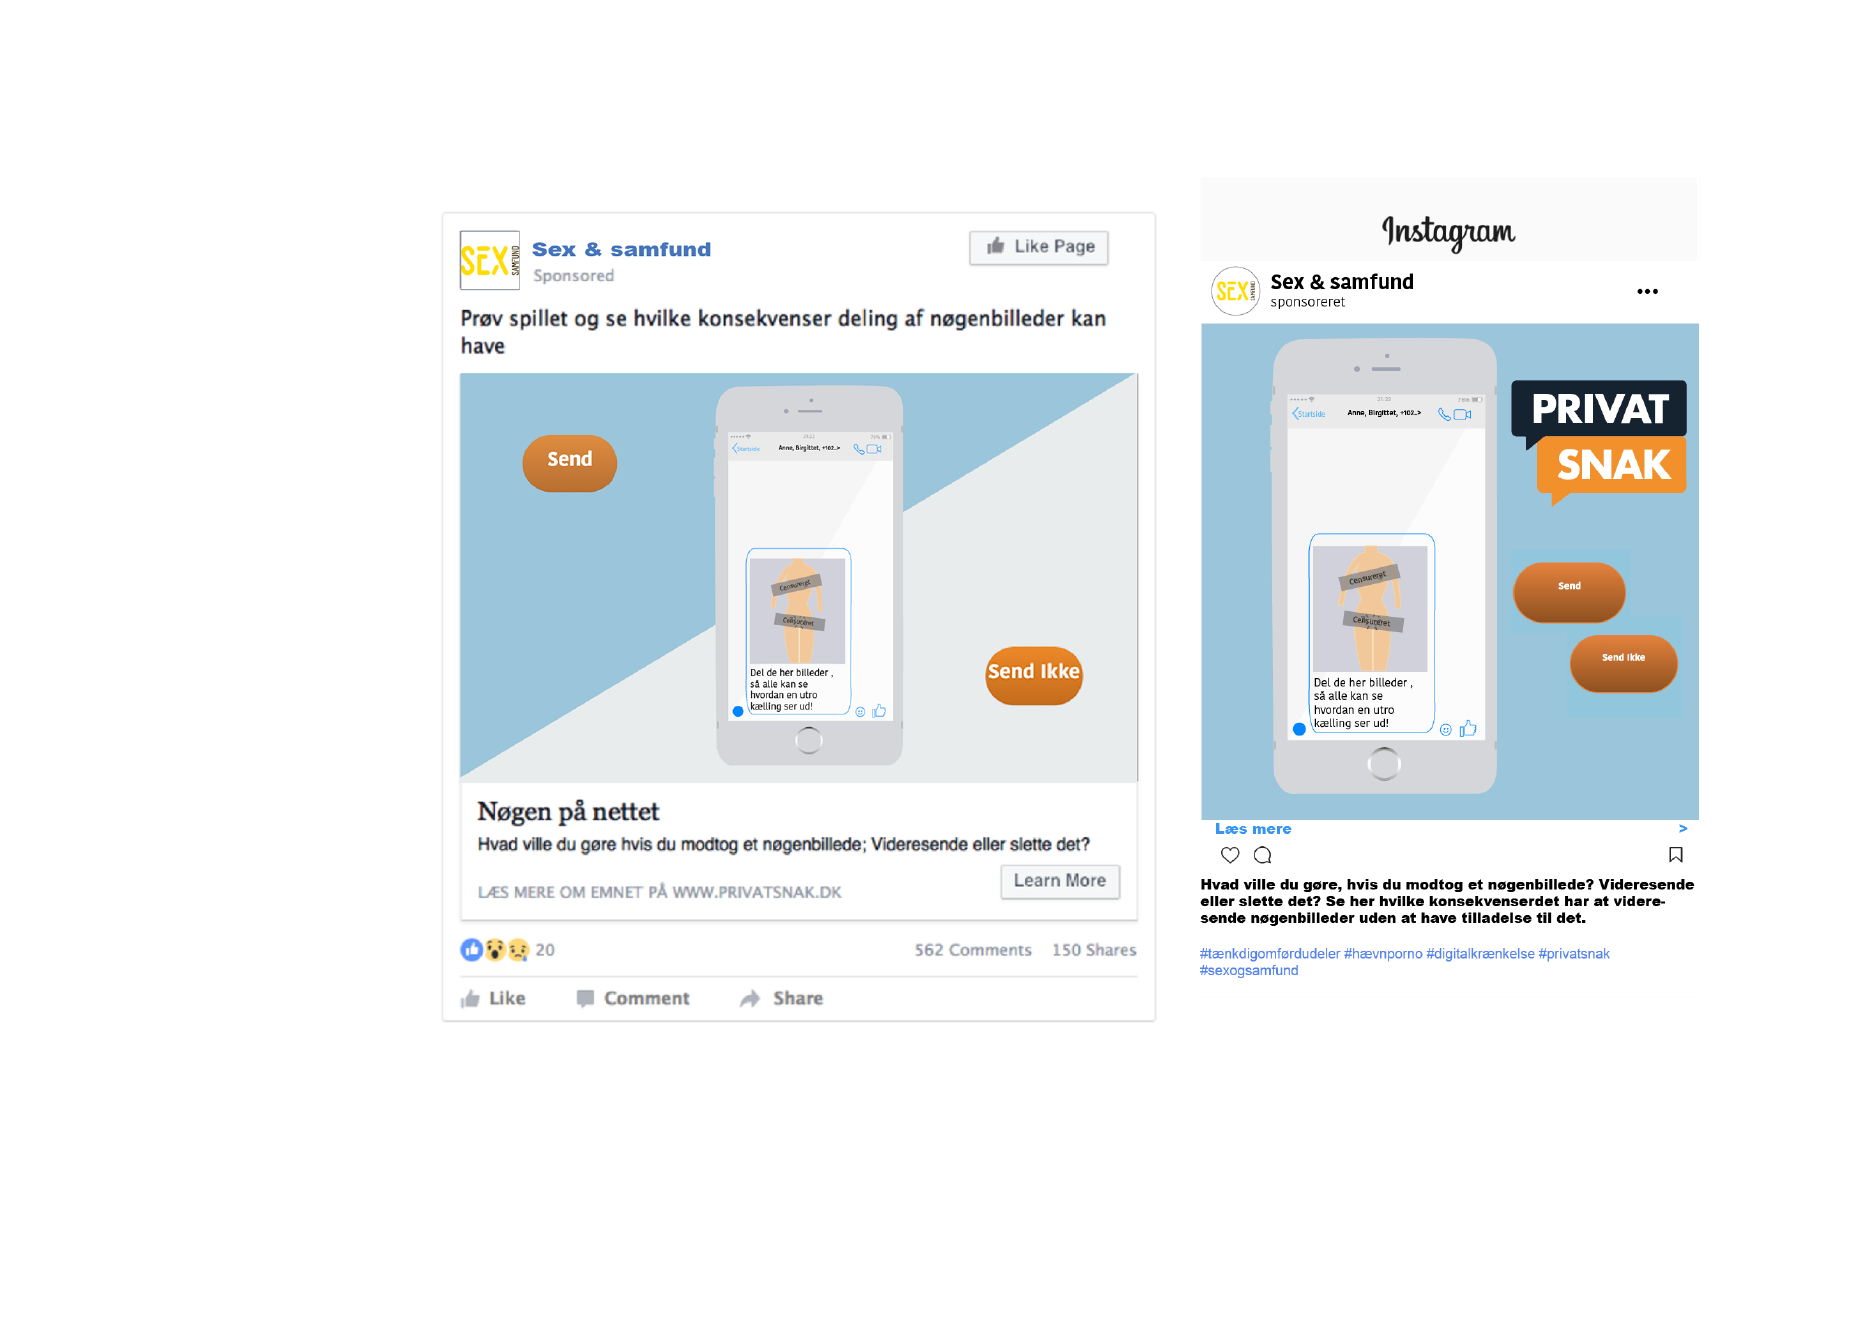 SEX
SAMFUND
Sex & samfund
Sponsored
Like Page
Prøv spillet og se hvilke konsekvenser deling af nøgenbilleder kan
have
Send
Startside
21:23
Anne, Birgittet, +102..>
Censureret
Censureret
Del de her billeder ,
så alle kan se
hvordan en utro
kælling ser ud!
Send Ikke
Nøgen på nettet
Hvad ville du gøre hvis du modtog et nøgenbillede; Videresende eller slette det?
LÆS MERE OM EMNET PÅ WWW.PRIVATSNAK.DK
Learn More
20
562 Comments 150 Shares
Like Comment Share
Instagram
SEX
SAMFUND
Sex & samfund
sponsoreret
•••
21:23
Startside
Anne, Birgittet, +102..>
PRIVAT
SNAK
Censureret
Censureret
Send
Send Ikke
Del de her billeder ,
så alle kan se
hvordan en utro
kælling ser ud!
Læs mere >
Hvad ville du gøre, hvis du modtog et nøgenbillede? Videresende
eller slette det? Se her hvilke konsekvenserdet har at videre-
sende nøgenbilleder uden at have tilladelse til det.
#tænkdigomførdudeler #hævnporno #digitalkrænkelse #privatsnak
#sexogsamfund